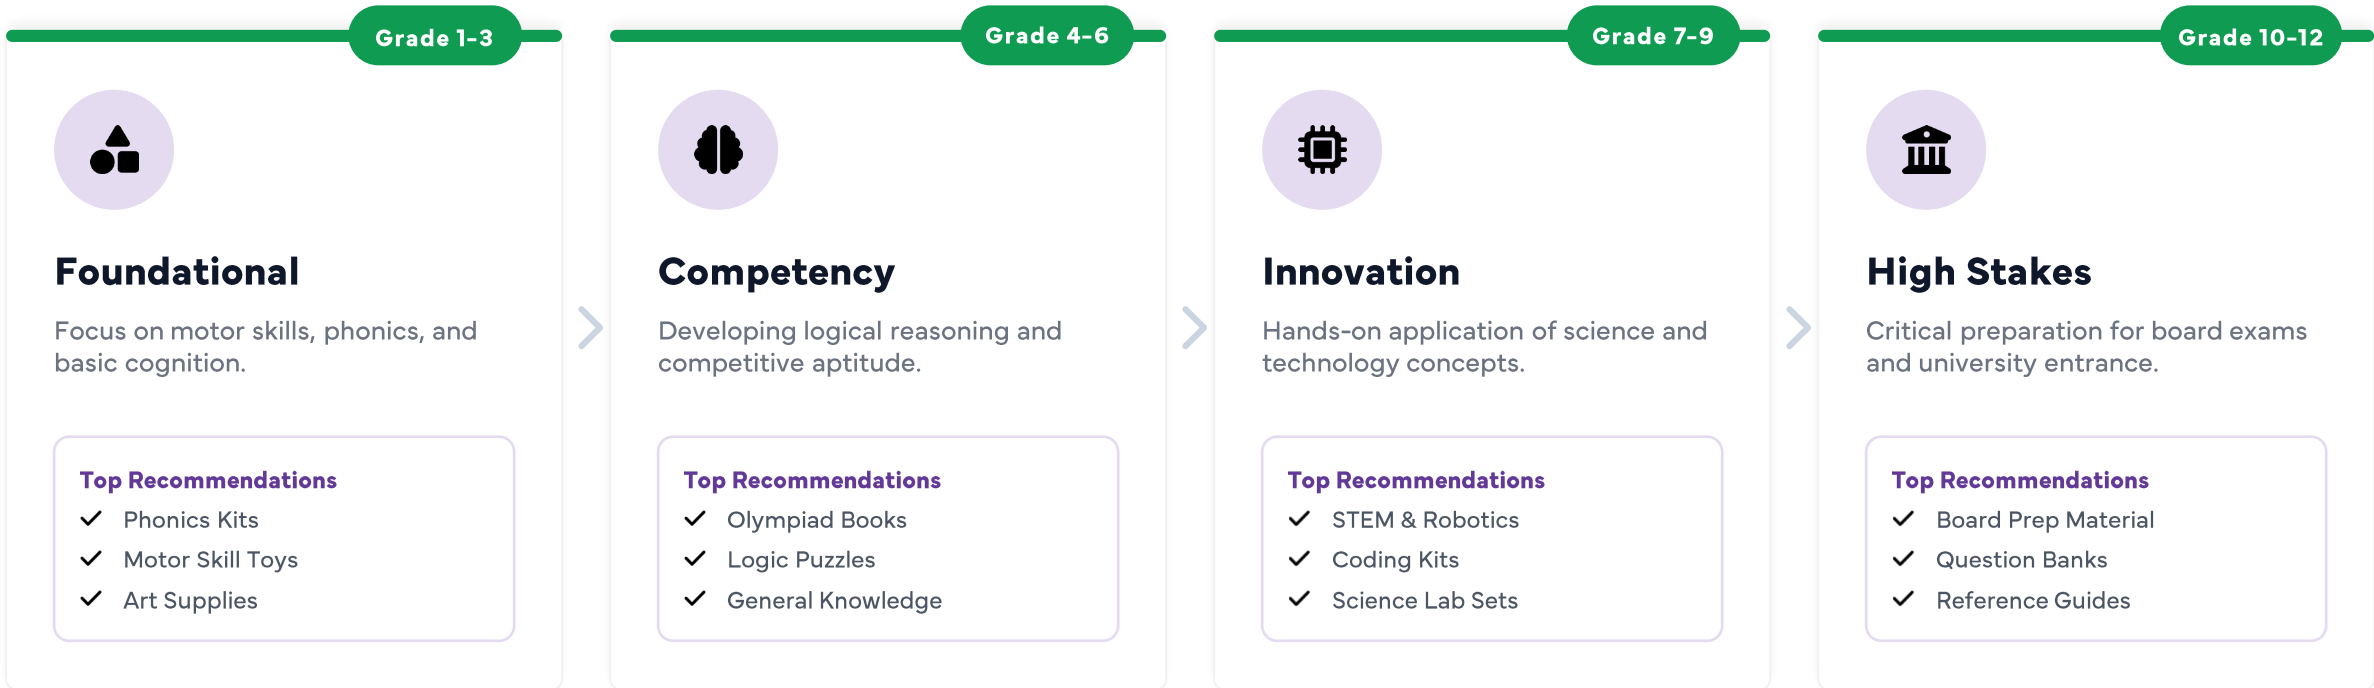 Grade 1-3
Foundational
Focus on motor skills, phonics, and
basic cognition.
Top Recommendations
Phonics Kits
Motor Skill Toys
Art Supplies
Grade 4-6
Competency
Developing logical reasoning and
competitive aptitude.
Top Recommendations
Olympiad Books
Logic Puzzles
General Knowledge
Grade 7-9
Innovation
Hands-on application of science and
technology concepts.
Top Recommendations
STEM & Robotics
Coding Kits
Science Lab Sets
Grade 10-12
High Stakes
Critical preparation for board exams
and university entrance.
Top Recommendations
Board Prep Material
Question Banks
Reference Guides